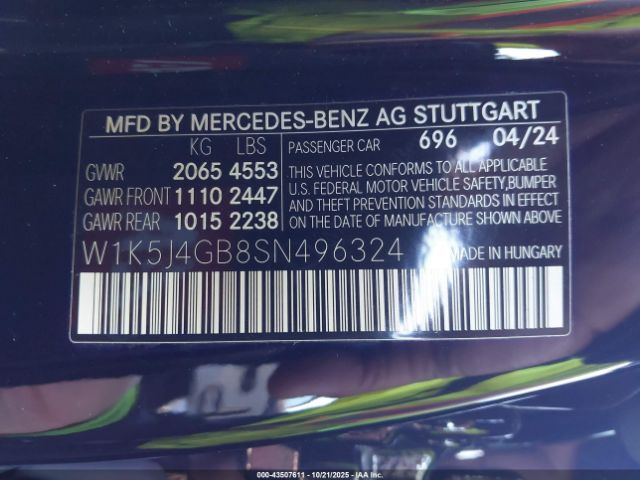 MFD BY MERCEDES-BENZ AG STUTTGART
KG LBS
PASSENGER CAR 696 04/24
GVWR 2065 4553
GAWR FRONT 1110 2447
GAWR REAR 1015 2238
THIS VEHICLE CONFORMS TO ALL APPLICABLE
U.S. FEDERAL MOTOR VEHICLE SAFETY,BUMPER
AND THEFT PREVENTION STANDARDS IN EFFECT
ON THE DATE OF MANUFACTURE SHOWN ABOVE.
W1K5J4GB8SN496324
MADE IN HUNGARY
000-43507611 - 10/21/2025 - IAAI.COM